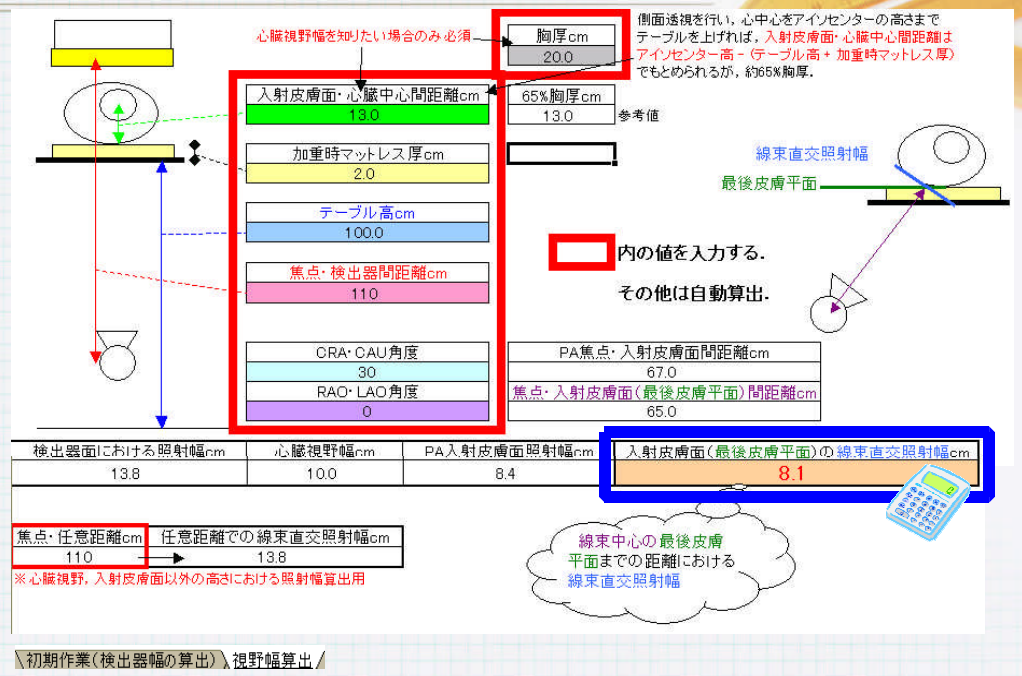 心臓視野幅を知りたい場合のみ必須
胸厚cm
20.0
側面透視を行い，心中心をアイソセンターの高さまで
テーブルを上げれば，入射皮膚面・心臓中心間距離は
アイソセンター高－（テーブル高＋加重時マットレス厚）
でもとめられるが，約65%胸厚．
入射皮膚面・心臓中心間距離cm
13.0
65%胸厚cm
13.0
参考値
加重時マットレス厚cm
2.0
線束直交照射幅
最後皮膚平面
テーブル高cm
100.0
内の値を入力する．
焦点・検出器間距離cm
110
その他は自動算出．
CRA・CAU角度
30
RAO・LAO角度
0
PA焦点・入射皮膚面間距離cm
67.0
焦点・入射皮膚面（最後皮膚平面）間距離cm
65.0
検出器面における照射幅cm
心臓視野幅cm
PA入射皮膚面照射幅cm
入射皮膚面（最後皮膚平面）の線束直交照射幅cm
13.8
10.0
8.4
8.1
焦点・任意距離cm
任意距離での線束直交照射幅cm
110
13.8
※心臓視野，入射皮膚面以外の高さにおける照射幅算出用
線束中心の最後皮膚
平面までの距離における
線束直交照射幅
初期作業（検出器幅の算出）
視野幅算出